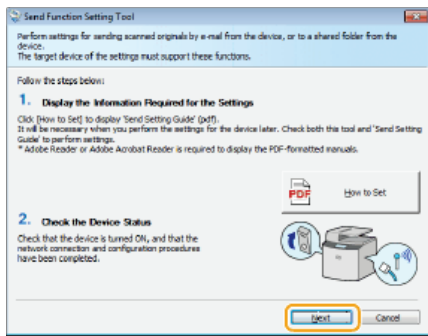 Send Function Setting Tool
Perform settings for sending scanned originals by e-mail from the device, or to a shared folder from the
device.
The target device of the settings must support these functions.
Follow the steps below:
1. Display the Information Required for the Settings
Click [How to Set] to display 'Send Setting Guide' (pdf).
It will be necessary when you perform the settings for the device later. Check both this tool and 'Send Setting
Guide' to perform settings.
* Adobe Reader or Adobe Acrobat Reader is required to display the PDF-formatted manuals.
PDF How to Set
2. Check the Device Status
Check that the device is turned ON, and that the
network connection and configuration procedures
have been completed.
Next Cancel